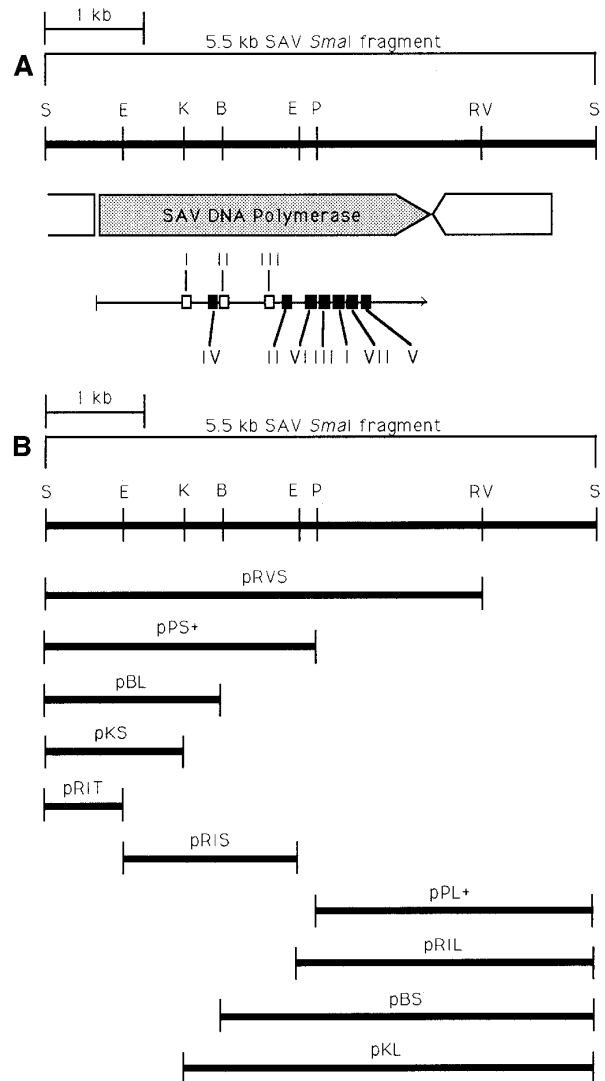 1 kb
5.5 kb SAV SmaI fragment
A
S E K B E P RV S
SAV DNA Polymerase
I II III
IV II VI III I VII V
1 kb
5.5 kb SAV SmaI fragment
B
S E K B E P RV S
pRVS
pPS+
pBL
pKS
pRIT
pRIS
pPL+
pRIL
pBS
pKL